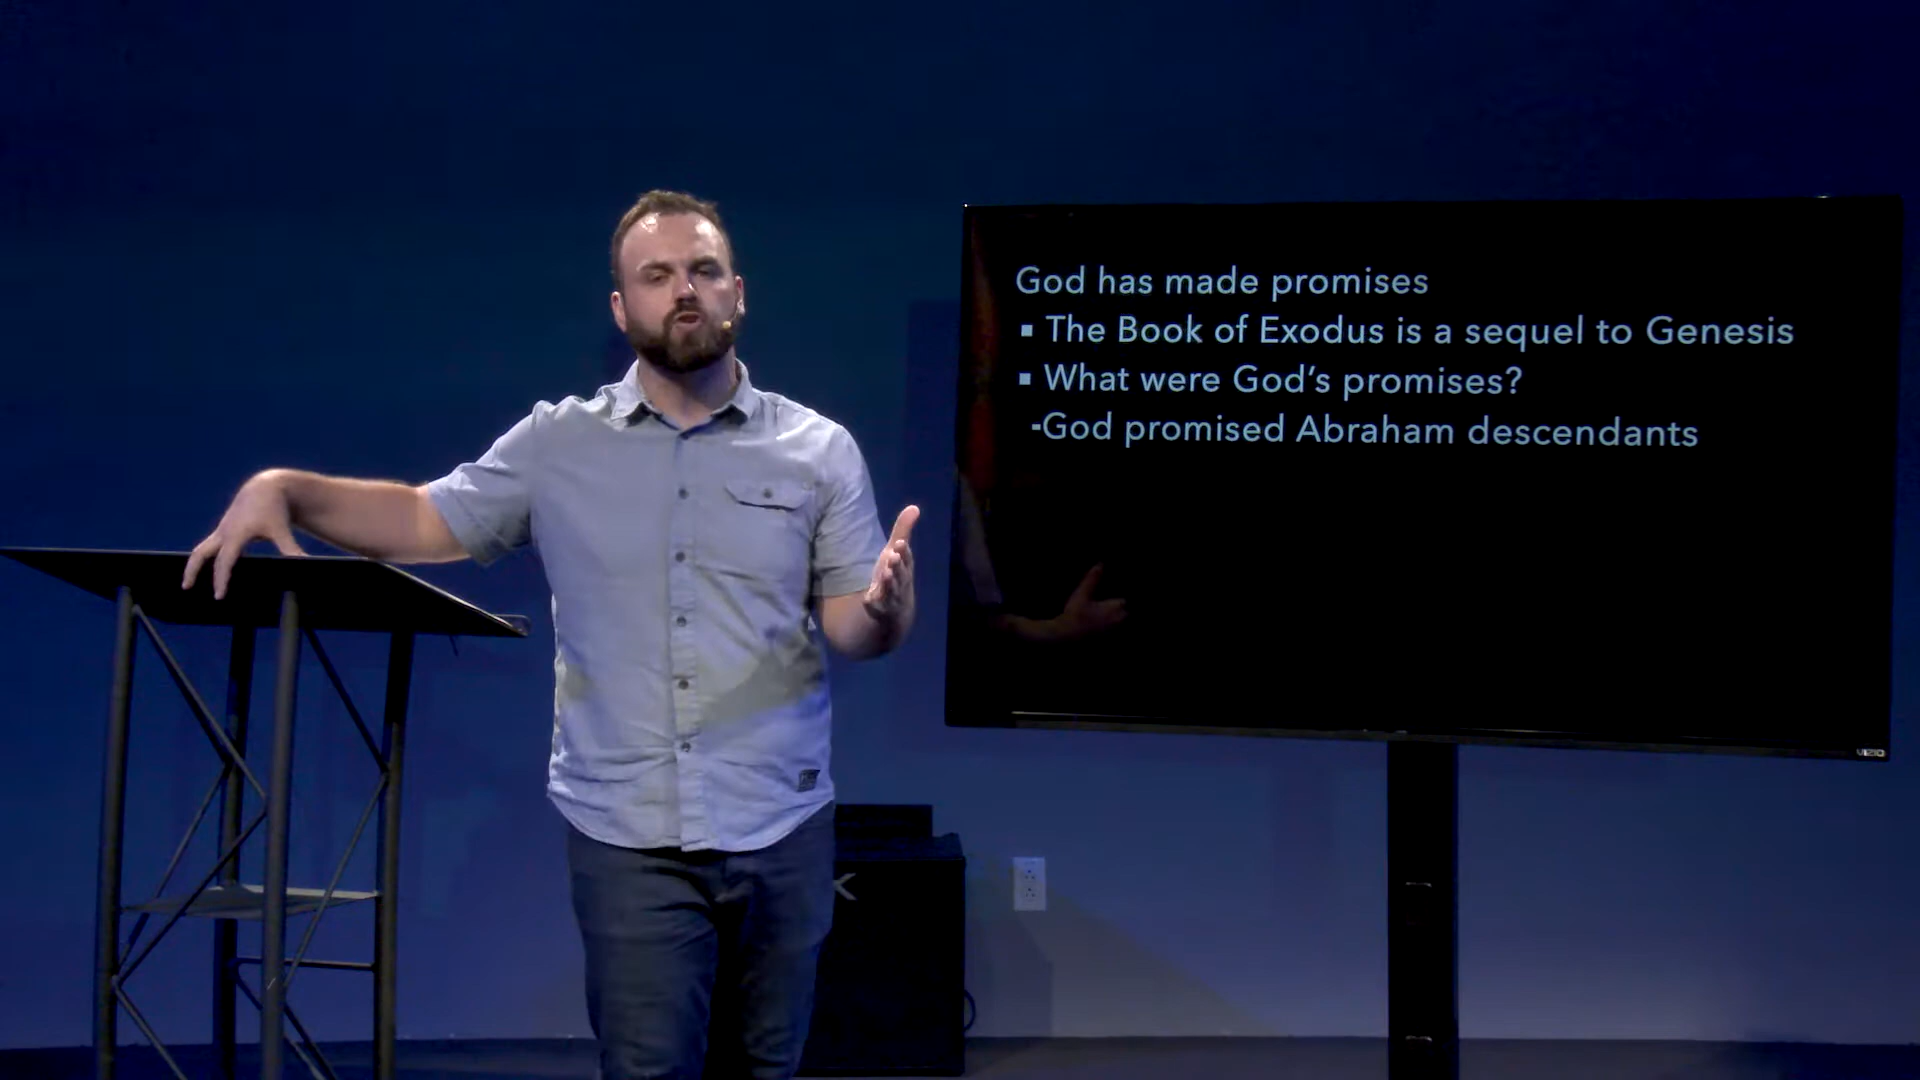 God has made promises
▪ The Book of Exodus is a sequel to Genesis
▪ What were God's promises?
-God promised Abraham descendants
VIZIO